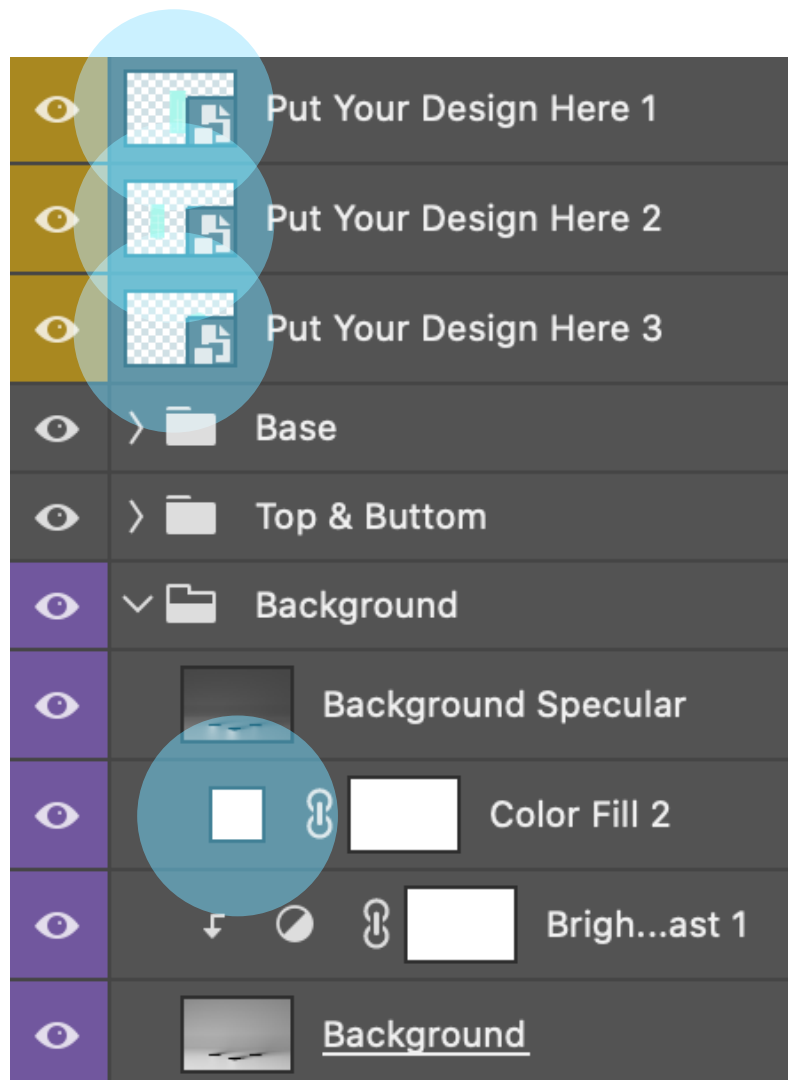 Put Your Design Here 1
Put Your Design Here 2
Put Your Design Here 3
Base
Top & Buttom
Background
Background Specular
Color Fill 2
Brigh...ast 1
Background